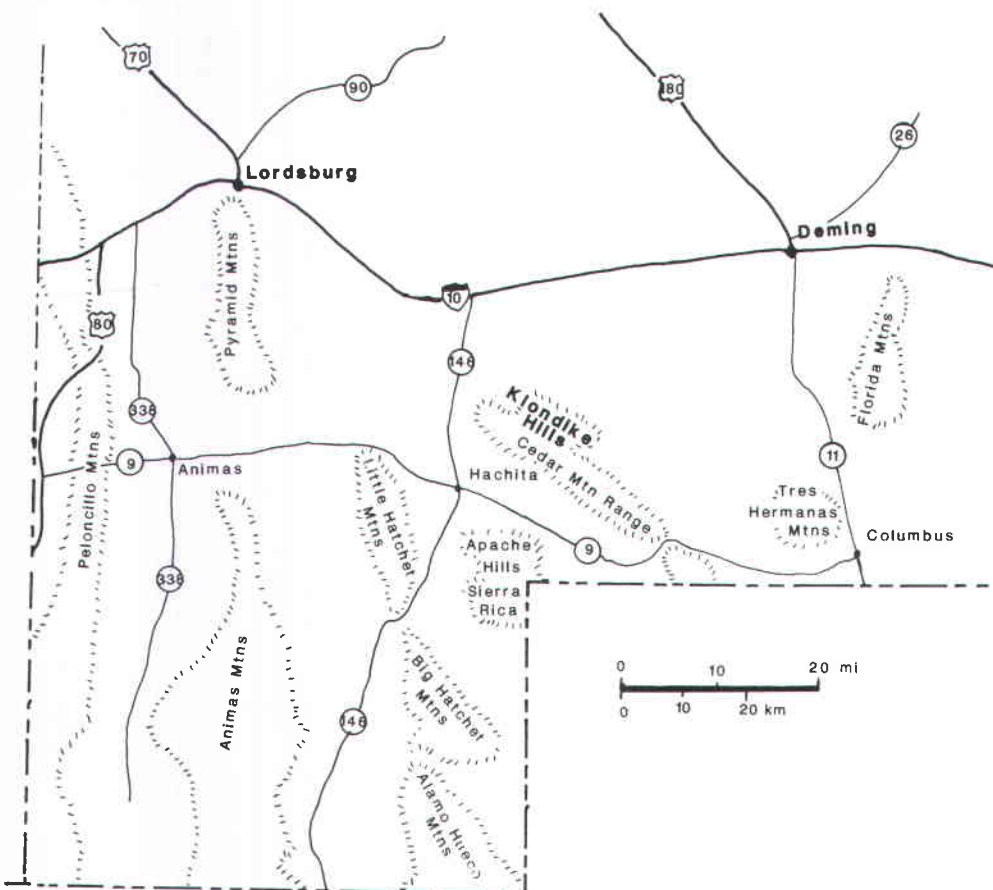 70
90
180
26
Lordsburg
Deming
Pyramid Mtns
10
80
Florida Mtns
146
338
Klondike
Hills
Cedar Mtn Range
9
Animas
Peloncillo Mtns
Little Hatchet
Mtns
Hachita
11
Tres
Hermanas
Mtns
Columbus
Apache
Hills
Sierra
Rica
9
338
Animas Mtns
Big Hatchet
Mtns
146
Alamo Hueco
Mtns
0 10 20 mi
0 10 20 km